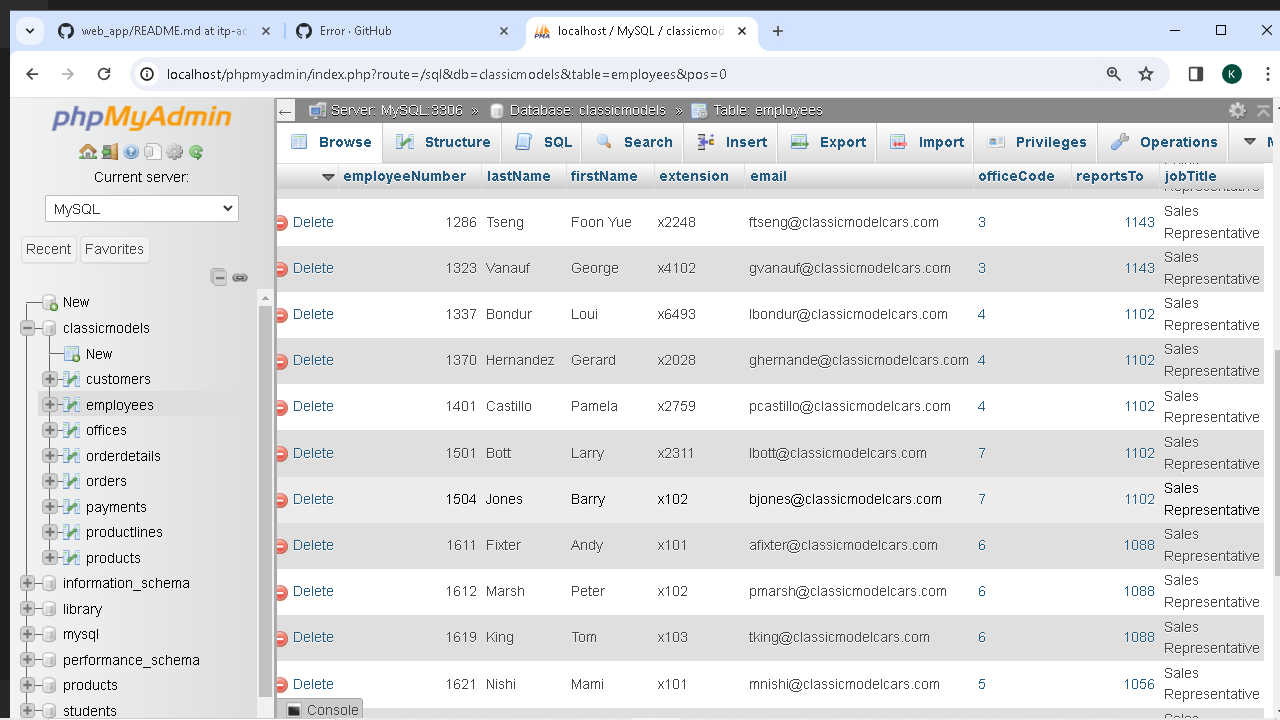 web_app/README.md at itp-ac
Error · GitHub
localhost / MySQL / classicmod
localhost/phpmyadmin/index.php?route=/sql&db=classicmodels&table=employees&pos=0
K
phpMyAdmin
Current server:
MySQL
Recent Favorites
New
classicmodels
New
customers
employees
offices
orderdetails
orders
payments
productlines
products
information_schema
library
mysql
performance_schema
products
students
Server: MySQL:3306 » Database: classicmodels » Table: employees
Browse Structure SQL Search Insert Export Import Privileges Operations
employeeNumber lastName firstName extension email officeCode reportsTo jobTitle
Representative
Delete 1286 Tseng Foon Yue x2248 ftseng@classicmodelcars.com 3 1143 Sales
Representative
Delete 1323 Vanauf George x4102 gvanauf@classicmodelcars.com 3 1143 Sales
Representative
Delete 1337 Bondur Loui x6493 lbondur@classicmodelcars.com 4 1102 Sales
Representative
Delete 1370 Hernandez Gerard x2028 ghernande@classicmodelcars.com 4 1102 Sales
Representative
Delete 1401 Castillo Pamela x2759 pcastillo@classicmodelcars.com 4 1102 Sales
Representative
Delete 1501 Bott Larry x2311 lbott@classicmodelcars.com 7 1102 Sales
Representative
Delete 1504 Jones Barry x102 bjones@classicmodelcars.com 7 1102 Sales
Representative
Delete 1611 Fixter Andy x101 afixter@classicmodelcars.com 6 1088 Sales
Representative
Delete 1612 Marsh Peter x102 pmarsh@classicmodelcars.com 6 1088 Sales
Representative
Delete 1619 King Tom x103 tking@classicmodelcars.com 6 1088 Sales
Representative
Delete 1621 Nishi Mami x101 mnishi@classicmodelcars.com 5 1056 Sales
Representative
Console